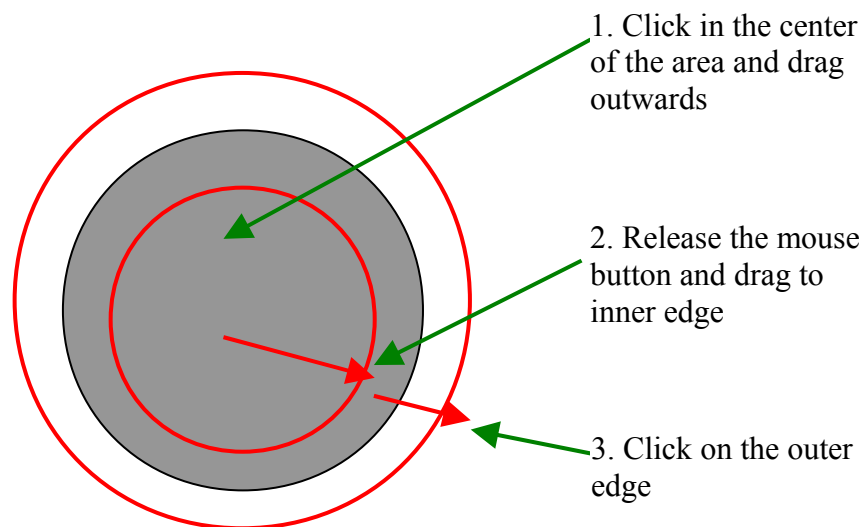 1. Click in the center
of the area and drag
outwards
2. Release the mouse
button and drag to
inner edge
3. Click on the outer
edge